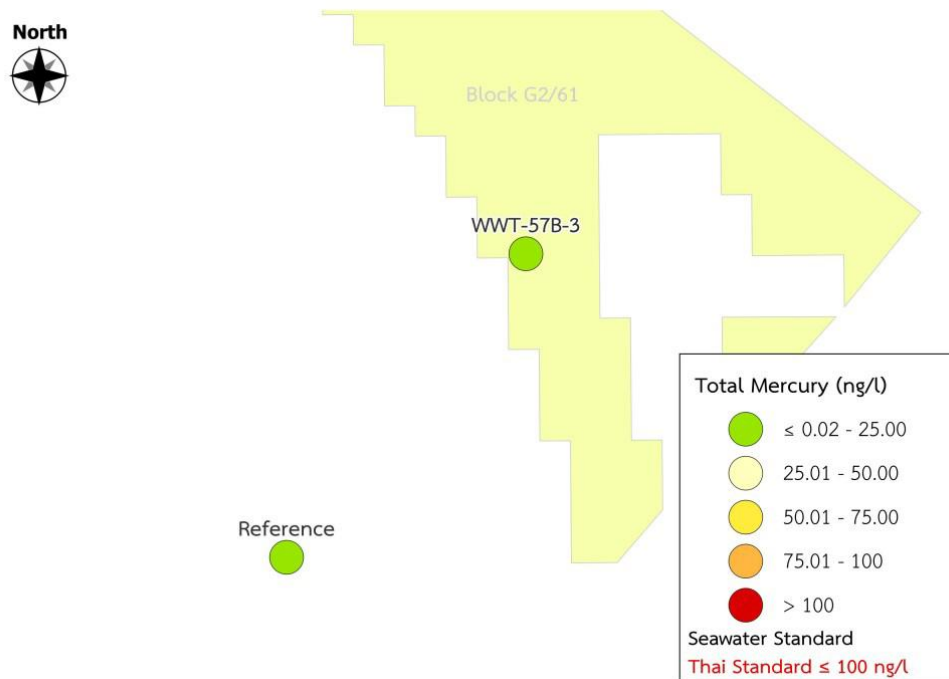 North
Block G2/61
WWT-57B-3
Reference
Total Mercury (ng/l)
≤ 0.02 - 25.00
25.01 - 50.00
50.01 - 75.00
75.01 - 100
> 100
Seawater Standard
Thai Standard ≤ 100 ng/l